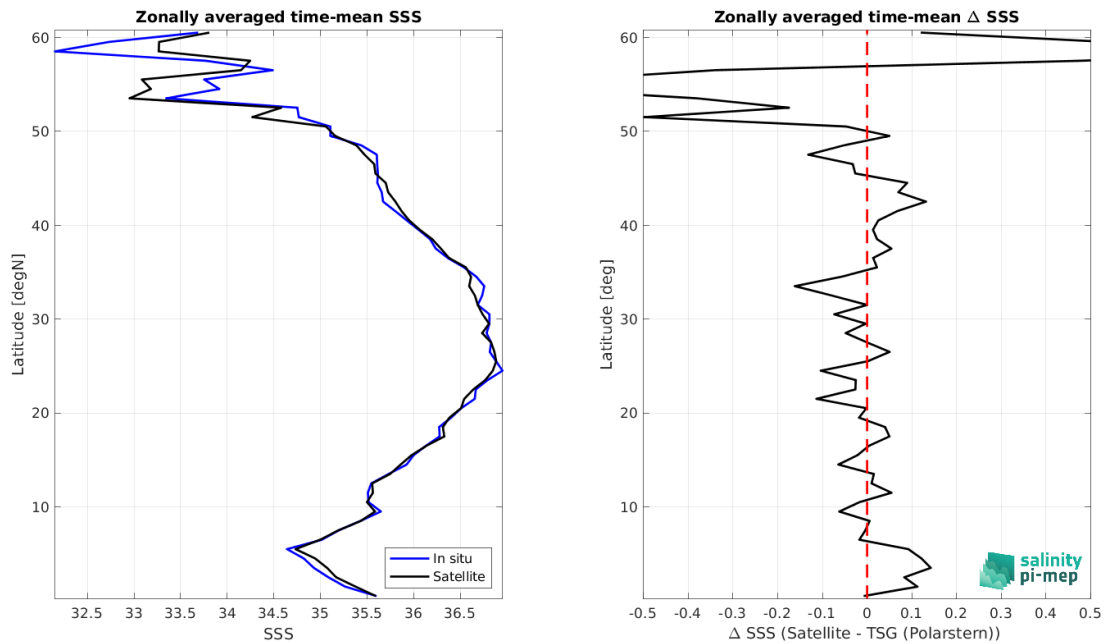 Zonally averaged time-mean SSS
60
50
40
30
20
10
Latitude [degN]
32.5 33 33.5 34 34.5 35 35.5 36 36.5
SSS
In situ
Satellite
Zonally averaged time-mean Δ SSS
60
50
40
30
20
10
Latitude [deg]
-0.5 -0.4 -0.3 -0.2 -0.1 0 0.1 0.2 0.3 0.4 0.5
Δ SSS (Satellite - TSG (Polarstern))
salinity
pi-mep